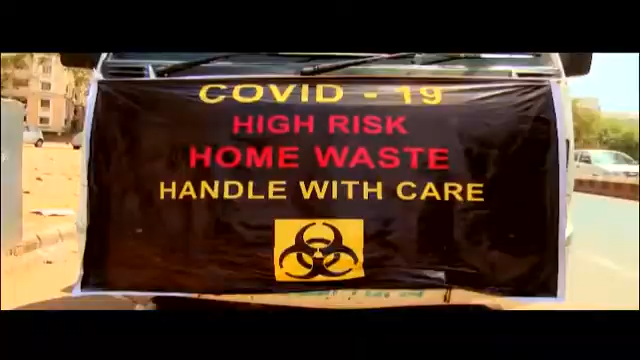 COVID - 19
HIGH RISK
HOME WASTE
HANDLE WITH CARE